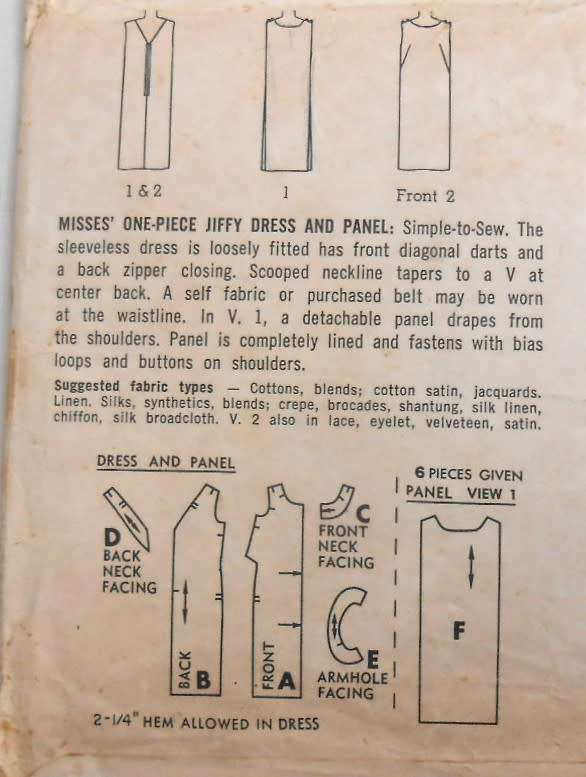 1 & 2
1
Front 2
MISSES' ONE-PIECE JIFFY DRESS AND PANEL: Simple-to-Sew. The
sleeveless dress is loosely fitted has front diagonal darts and
a back zipper closing. Scooped neckline tapers to a V at
center back. A self fabric or purchased belt may be worn
at the waistline. In V. 1, a detachable panel drapes from
the shoulders. Panel is completely lined and fastens with bias
loops and buttons on shoulders.
Suggested fabric types — Cottons, blends; cotton satin, jacquards.
Linen. Silks, synthetics, blends; crepe, brocades, shantung, silk linen,
chiffon, silk broadcloth. V. 2 also in lace, eyelet, velveteen, satin.
DRESS AND PANEL
6 PIECES GIVEN
PANEL VIEW 1
D
BACK
NECK
FACING
BACK
B
FRONT
A
C
FRONT
NECK
FACING
E
ARMHOLE
FACING
F
2-1/4" HEM ALLOWED IN DRESS